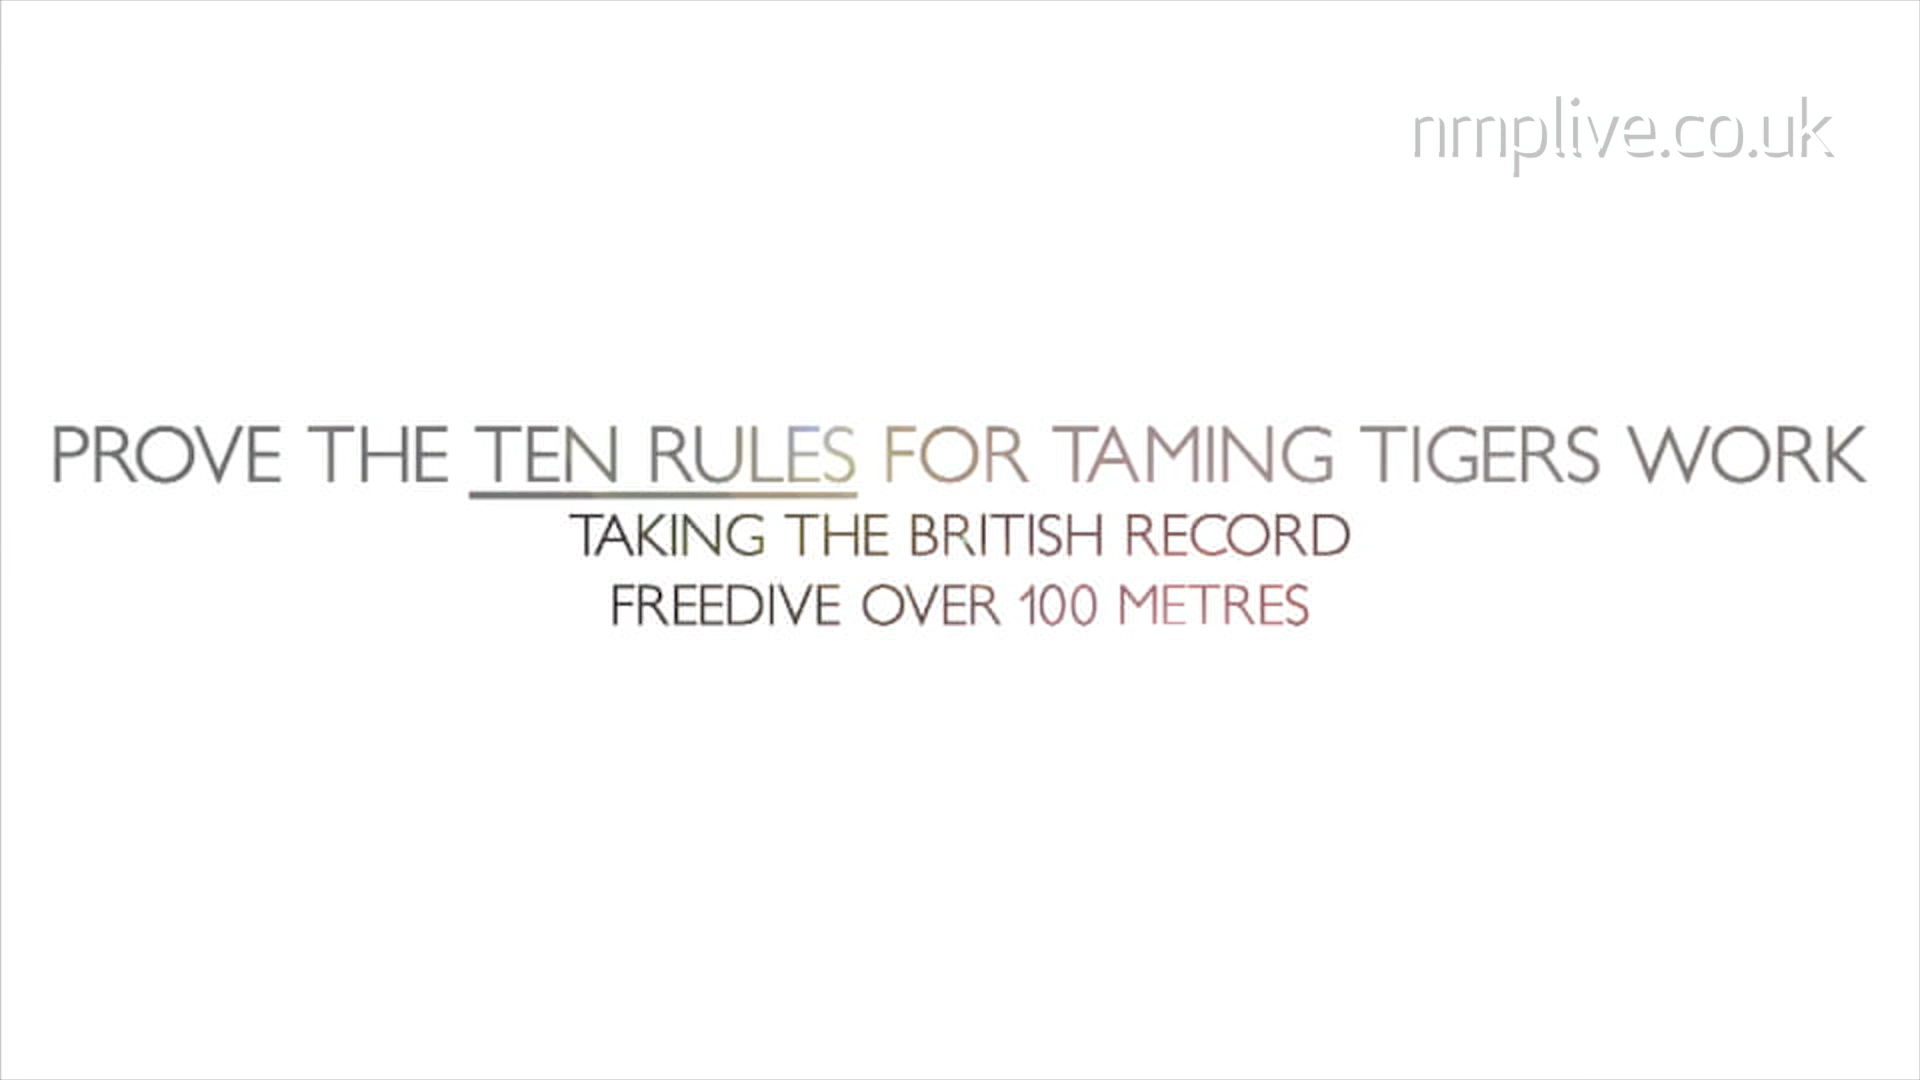 nmplive.co.uk
PROVE THE TEN RULES FOR TAMING TIGERS WORK
TAKING THE BRITISH RECORD
FREEDIVE OVER 100 METRES